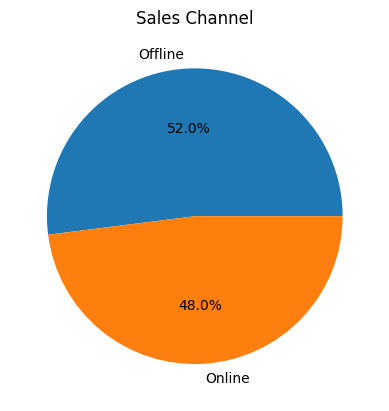 Sales Channel
Offline
52.0%
48.0%
Online